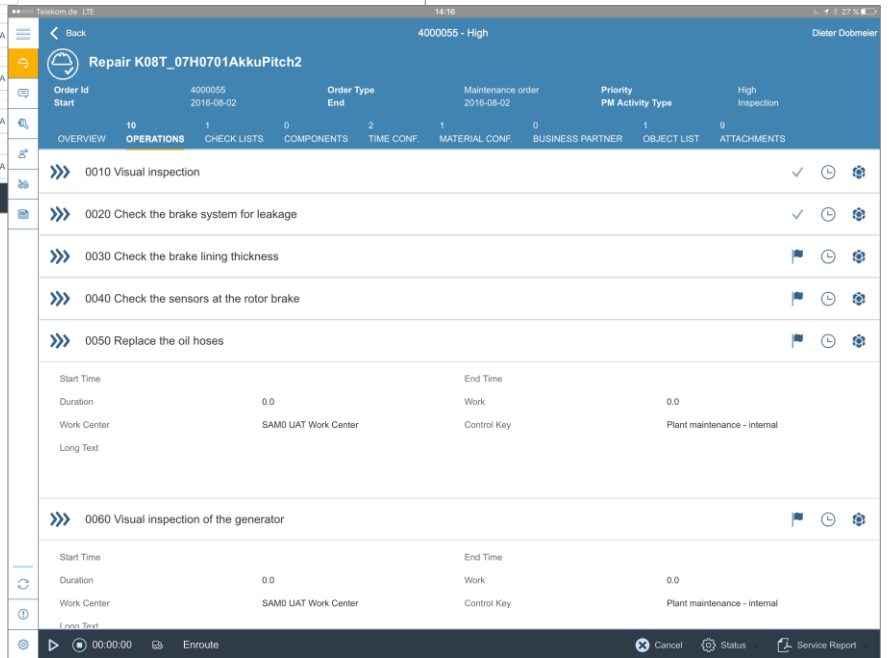 Telekom.de LTE 14:16 27 %
Back 4000055 - High Dieter Dobmeier
Repair K08T_07H0701AkkuPitch2
Order Id 4000055 Order Type Maintenance order Priority High
Start 2016-08-02 End 2016-08-02 PM Activity Type Inspection
10 1 0 2 1 0 1 9
OVERVIEW OPERATIONS CHECK LISTS COMPONENTS TIME CONF. MATERIAL CONF. BUSINESS PARTNER OBJECT LIST ATTACHMENTS
0010 Visual inspection
0020 Check the brake system for leakage
0030 Check the brake lining thickness
0040 Check the sensors at the rotor brake
0050 Replace the oil hoses
Start Time End Time
Duration 0.0 Work 0.0
Work Center SAM0 UAT Work Center Control Key Plant maintenance - internal
Long Text
0060 Visual inspection of the generator
Start Time End Time
Duration 0.0 Work 0.0
Work Center SAM0 UAT Work Center Control Key Plant maintenance - internal
Long Text
00:00:00 Enroute Cancel Status Service Report